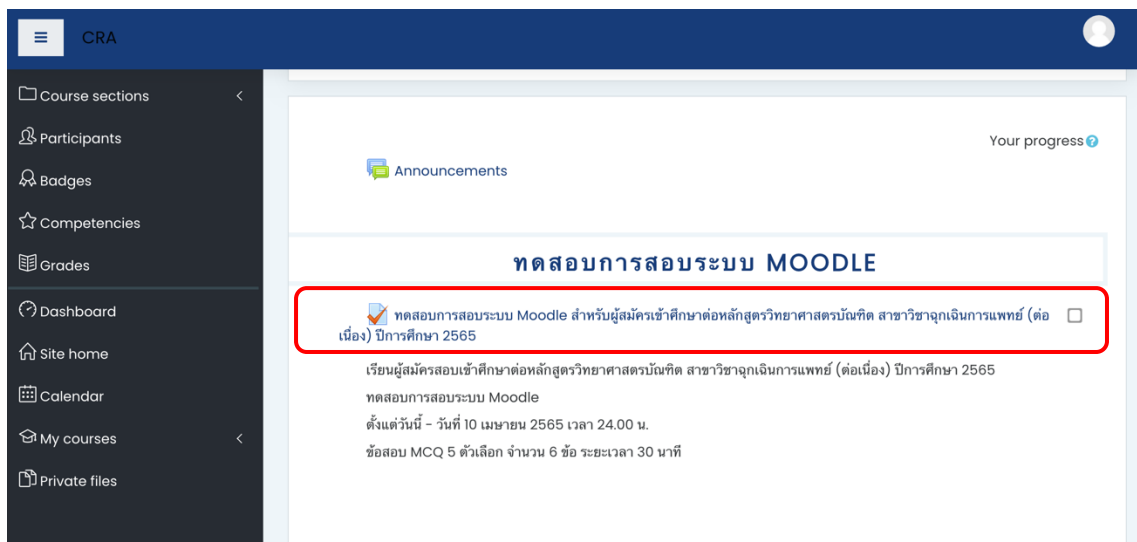 CRA
Course sections
Participants
Badges
Competencies
Grades
Dashboard
Site home
Calendar
My courses
Private files
Your progress
Announcements
ทดสอบการสอบระบบ MOODLE
ทดสอบการสอบระบบ Moodle สำหรับผู้สมัครเข้าศึกษาต่อหลักสูตรวิทยาศาสตรบัณฑิต สาขาวิชาฉุกเฉินการแพทย์ (ต่อ
เนื่อง) ปีการศึกษา 2565
เรียนผู้สมัครสอบเข้าศึกษาต่อหลักสูตรวิทยาศาสตรบัณฑิต สาขาวิชาฉุกเฉินการแพทย์ (ต่อเนื่อง) ปีการศึกษา 2565
ทดสอบการสอบระบบ Moodle
ตั้งแต่วันนี้ - วันที่ 10 เมษายน 2565 เวลา 24.00 น.
ข้อสอบ MCQ 5 ตัวเลือก จำนวน 6 ข้อ ระยะเวลา 30 นาที